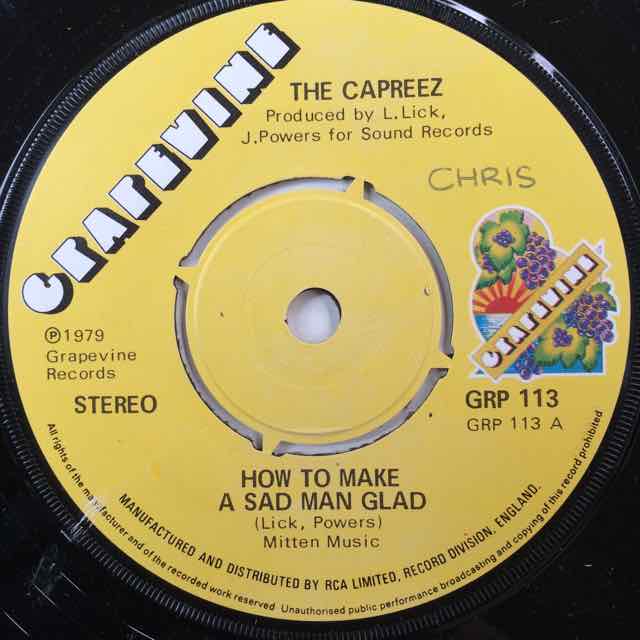 GRAPEVINE
THE CAPREEZ
Produced by L.Lick,
J.Powers for Sound Records
CHRIS
GRAPEVINE
℗1979
Grapevine
Records
STEREO
GRP 113
GRP 113 A
HOW TO MAKE
A SAD MAN GLAD
(Lick, Powers)
Mitten Music
MANUFACTURED AND DISTRIBUTED BY RCA LIMITED, RECORD DIVISION, ENGLAND.
All rights of the manufacturer and of the owner of the recorded work reserved Unauthorised public performance broadcasting and copying of this record prohibited